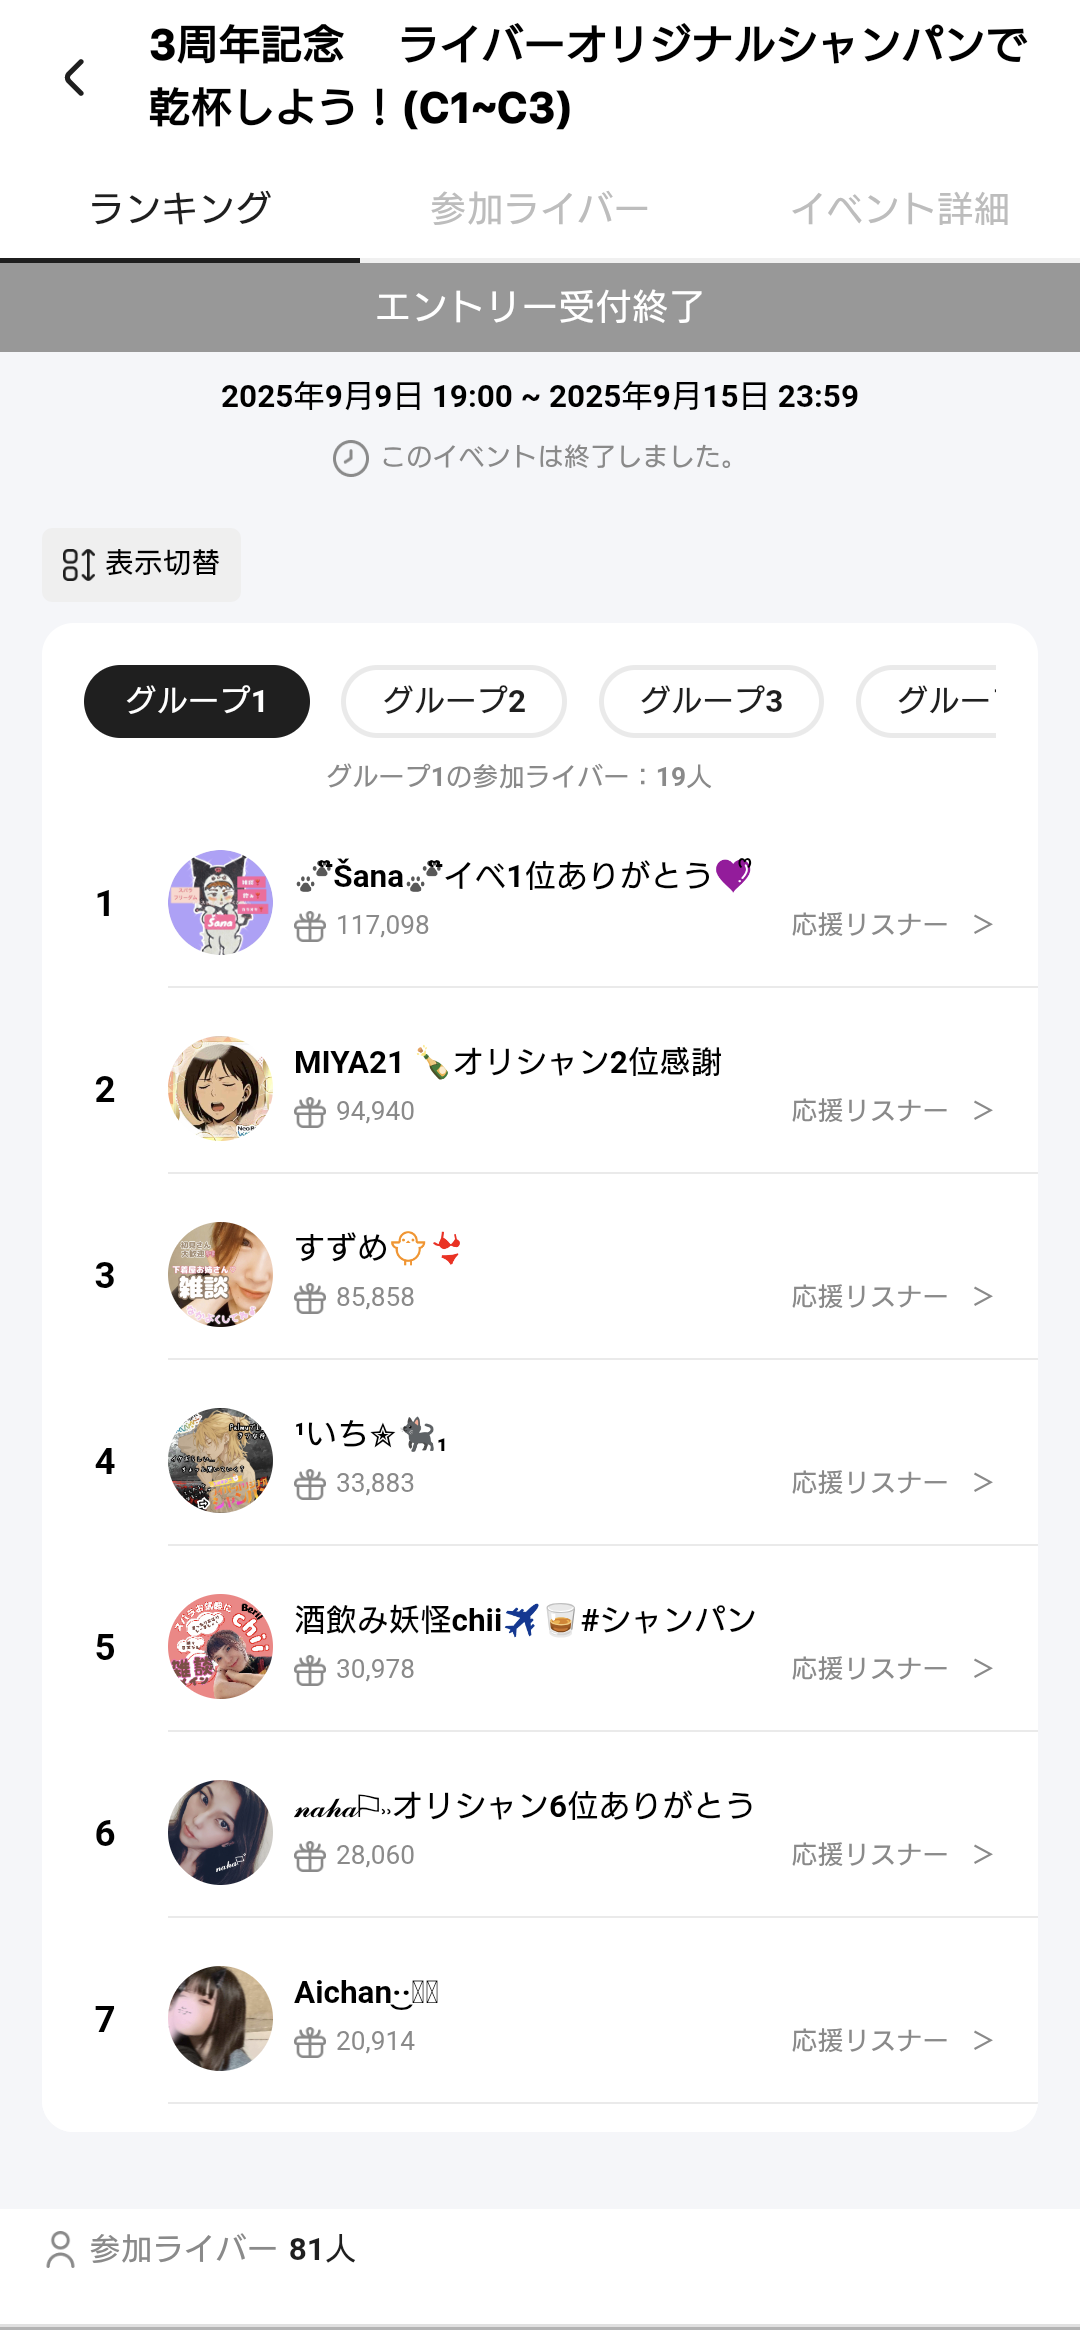 3周年記念　ライバーオリジナルシャンパンで
乾杯しよう！(C1~C3)
ランキング 参加ライバー イベント詳細
エントリー受付終了
2025年9月9日 19:00 ~ 2025年9月15日 23:59
このイベントは終了しました。
表示切替
グループ1 グループ2 グループ3 グルー
グループ1の参加ライバー：19人
1
🐾Šana🐾イベ1位ありがとう💜
117,098 応援リスナー >
2
MIYA21 🍾オリシャン2位感謝
94,940 応援リスナー >
3
すずめ🐤👙
85,858 応援リスナー >
4
¹いち✮🐈‍⬛₁
33,883 応援リスナー >
5
酒飲み妖怪chii✈️🥃#シャンパン
30,978 応援リスナー >
6
𝓃𝒶𝒽𝒶⚐››オリシャン6位ありがとう
28,060 応援リスナー >
7
Aichan
20,914 応援リスナー >
参加ライバー 81人